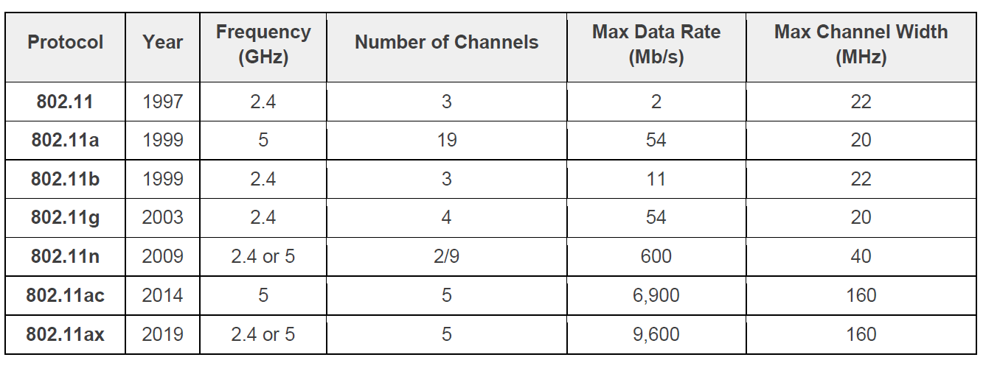 Protocol Year Frequency (GHz) Number of Channels Max Data Rate (Mb/s) Max Channel Width (MHz)
802.11 1997 2.4 3 2 22
802.11a 1999 5 19 54 20
802.11b 1999 2.4 3 11 22
802.11g 2003 2.4 4 54 20
802.11n 2009 2.4 or 5 2/9 600 40
802.11ac 2014 5 5 6,900 160
802.11ax 2019 2.4 or 5 5 9,600 160